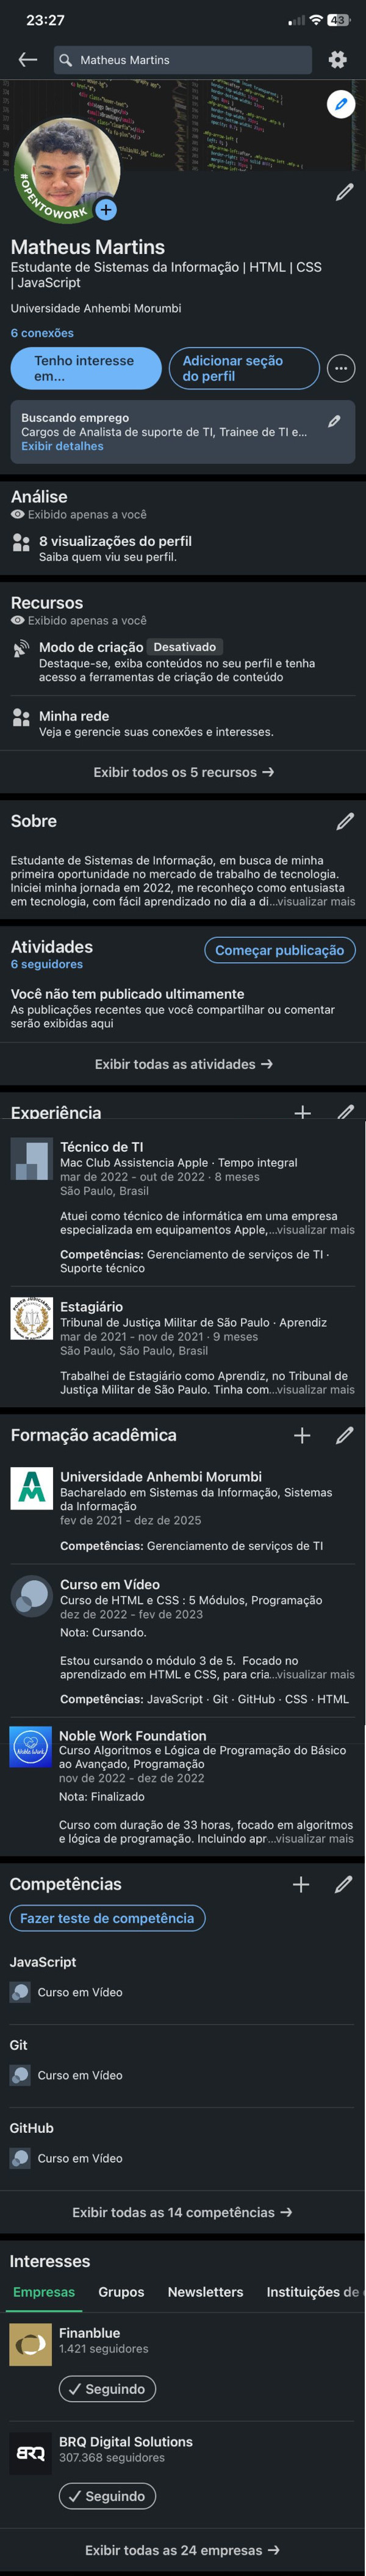 23:27
43
Matheus Martins
#OPENTOWORK
Matheus Martins
Estudante de Sistemas da Informação | HTML | CSS
| JavaScript
Universidade Anhembi Morumbi
6 conexões
Tenho interesse
em...
Adicionar seção
do perfil
Buscando emprego
Cargos de Analista de suporte de TI, Trainee de TI e...
Exibir detalhes
Análise
Exibido apenas a você
8 visualizações do perfil
Saiba quem viu seu perfil.
Recursos
Exibido apenas a você
Modo de criação Desativado
Destaque-se, exiba conteúdos no seu perfil e tenha
acesso a ferramentas de criação de conteúdo
Minha rede
Veja e gerencie suas conexões e interesses.
Exibir todos os 5 recursos →
Sobre
Estudante de Sistemas de Informação, em busca de minha
primeira oportunidade no mercado de trabalho de tecnologia.
Iniciei minha jornada em 2022, me reconheço como entusiasta
em tecnologia, com fácil aprendizado no dia a di...visualizar mais
Atividades
6 seguidores
Começar publicação
Você não tem publicado ultimamente
As publicações recentes que você compartilhar ou comentar
serão exibidas aqui
Exibir todas as atividades →
Experiência
Técnico de TI
Mac Club Assistencia Apple · Tempo integral
mar de 2022 - out de 2022 · 8 meses
São Paulo, Brasil
Atuei como técnico de informática em uma empresa
especializada em equipamentos Apple,...visualizar mais
Competências: Gerenciamento de serviços de TI ·
Suporte técnico
Estagiário
Tribunal de Justiça Militar de São Paulo · Aprendiz
mar de 2021 - nov de 2021 · 9 meses
São Paulo, São Paulo, Brasil
Trabalhei de Estagiário como Aprendiz, no Tribunal de
Justiça Militar de São Paulo. Tinha com...visualizar mais
Formação acadêmica
Universidade Anhembi Morumbi
Bacharelado em Sistemas da Informação, Sistemas
da Informação
fev de 2021 - dez de 2025
Competências: Gerenciamento de serviços de TI
Curso em Vídeo
Curso de HTML e CSS : 5 Módulos, Programação
dez de 2022 - fev de 2023
Nota: Cursando.
Estou cursando o módulo 3 de 5. Focado no
aprendizado em HTML e CSS, para cria...visualizar mais
Competências: JavaScript · Git · GitHub · CSS · HTML
Noble Work Foundation
Curso Algoritmos e Lógica de Programação do Básico
ao Avançado, Programação
nov de 2022 - dez de 2022
Nota: Finalizado
Curso com duração de 33 horas, focado em algoritmos
e lógica de programação. Incluindo apr...visualizar mais
Competências
Fazer teste de competência
JavaScript
Curso em Vídeo
Git
Curso em Vídeo
GitHub
Curso em Vídeo
Exibir todas as 14 competências →
Interesses
Empresas Grupos Newsletters Instituições de
Finanblue
1.421 seguidores
✓ Seguindo
BRQ
BRQ Digital Solutions
307.368 seguidores
✓ Seguindo
Exibir todas as 24 empresas →